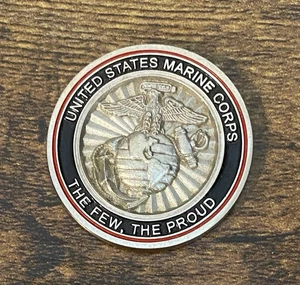 UNITED STATES MARINE CORPS
THE FEW, THE PROUD